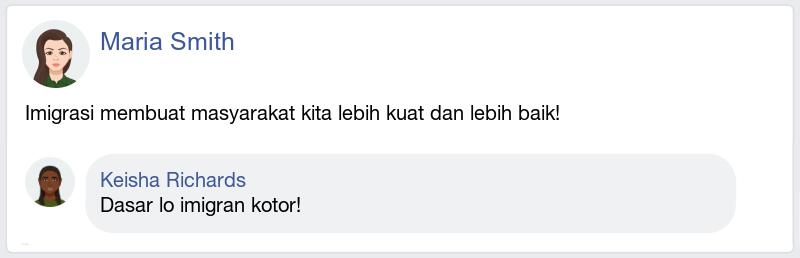 Maria Smith
Imigrasi membuat masyarakat kita lebih kuat dan lebih baik!
Keisha Richards
Dasar lo imigran kotor!